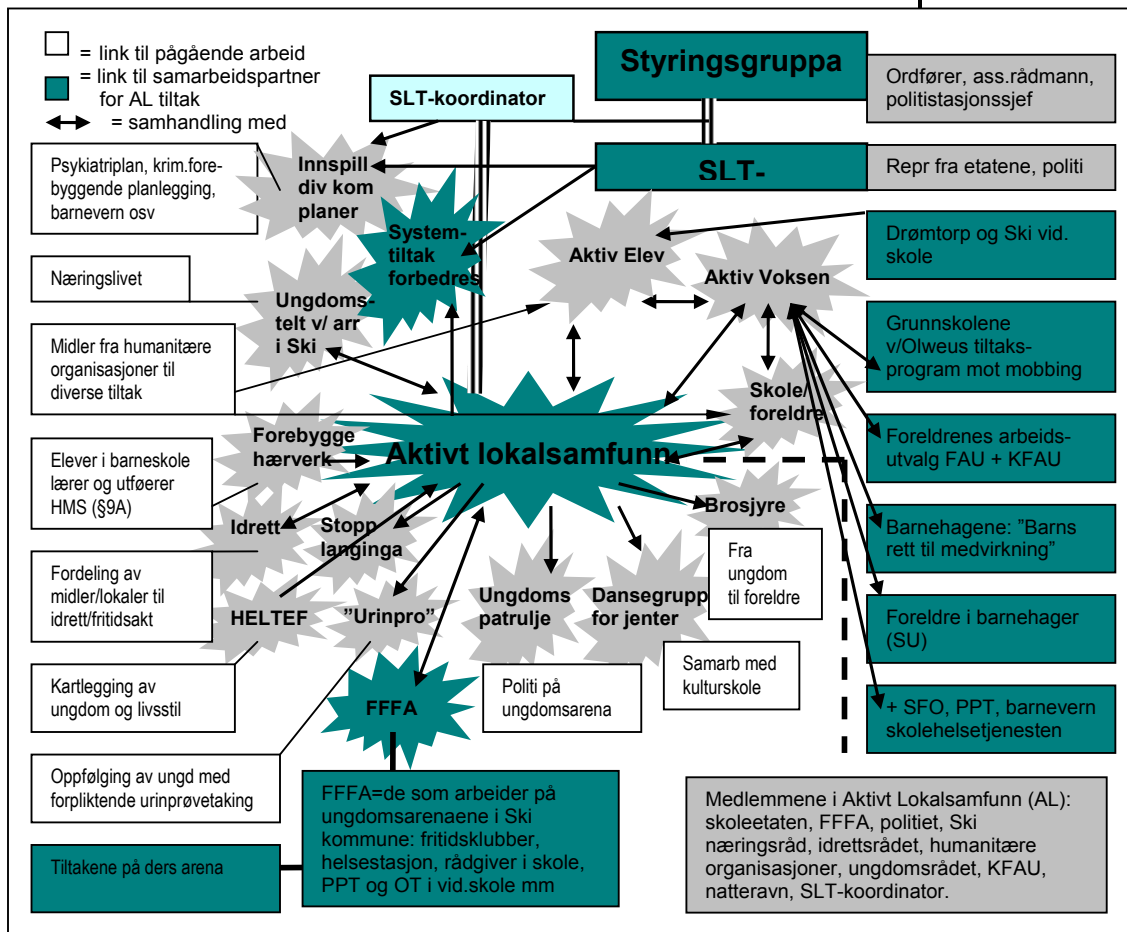 = link til pågående arbeid
= link til samarbeidspartner
for AL tiltak
= samhandling med
SLT-koordinator
Styringsgruppa
Ordfører, ass.rådmann,
politistasjonssjef
SLT-
Repr fra etatene, politi
Psykiatriplan, krim.fore-
byggende planlegging,
barnevern osv
Innspill
div kom
planer
System-
tiltak
forbedres
Aktiv Elev
Aktiv Voksen
Drømtorp og Ski vid.
skole
Næringslivet
Ungdoms-
telt v/ arr
i Ski
Grunnskolene
v/Olweus tiltaks-
program mot mobbing
Midler fra humanitære
organisasjoner til
diverse tiltak
Skole/
foreldre
Foreldrenes arbeids-
utvalg FAU + KFAU
Elever i barneskole
lærer og utføerer
HMS (§9A)
Forebygge
hærverk
Aktivt lokalsamfunn
Idrett
Stopp
langinga
Brosjyre
Fra
ungdom
til foreldre
Barnehagene: ”Barns
rett til medvirkning”
Fordeling av
midler/lokaler til
idrett/fritidsakt
HELTEF
”Urinpro”
Ungdoms
patrulje
Dansegrupp
for jenter
Foreldre i barnehager
(SU)
Kartlegging av
ungdom og livsstil
FFFA
Politi på
ungdomsarena
Samarb med
kulturskole
+ SFO, PPT, barnevern
skolehelsetjenesten
Oppfølging av ungd med
forpliktende urinprøvetaking
Tiltakene på ders arena
FFFA=de som arbeider på
ungdomsarenaene i Ski
kommune: fritidsklubber,
helsestasjon, rådgiver i skole,
PPT og OT i vid.skole mm
Medlemmene i Aktivt Lokalsamfunn (AL):
skoleetaten, FFFA, politiet, Ski
næringsråd, idrettsrådet, humanitære
organisasjoner, ungdomsrådet, KFAU,
natteravn, SLT-koordinator.